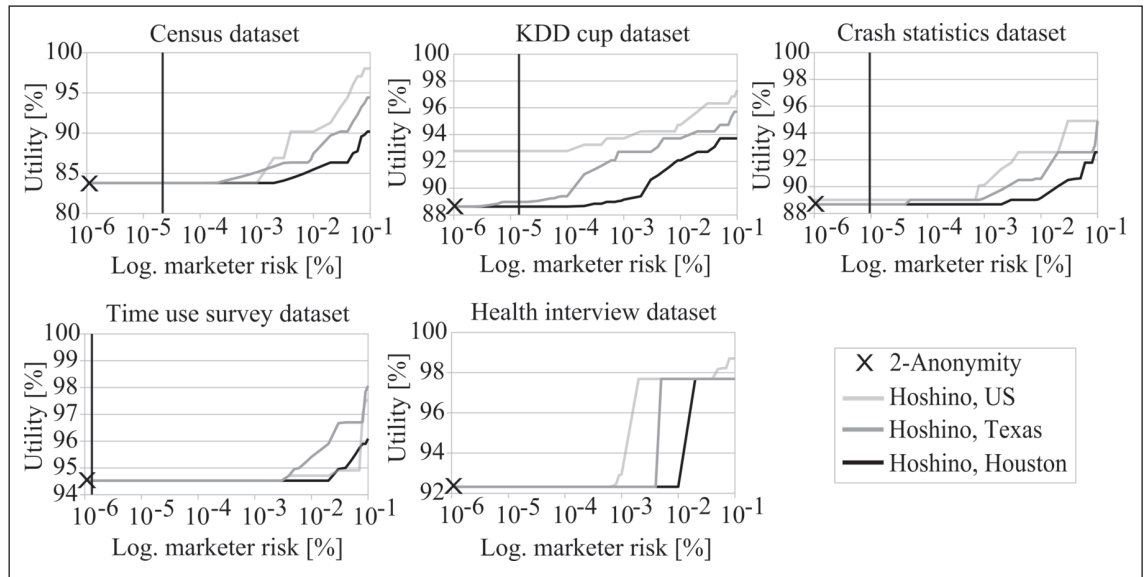 Census dataset
Utility [%]
100
95
90
85
80
10-6 10-5 10-4 10-3 10-2 10-1
Log. marketer risk [%]
KDD cup dataset
Utility [%]
100
98
96
94
92
90
88
10-6 10-5 10-4 10-3 10-2 10-1
Log. marketer risk [%]
Crash statistics dataset
Utility [%]
100
98
96
94
92
90
88
10-6 10-5 10-4 10-3 10-2 10-1
Log. marketer risk [%]
Time use survey dataset
Utility [%]
100
99
98
97
96
95
94
10-6 10-5 10-4 10-3 10-2 10-1
Log. marketer risk [%]
Health interview dataset
Utility [%]
100
98
96
94
92
10-6 10-5 10-4 10-3 10-2 10-1
Log. marketer risk [%]
2-Anonymity
Hoshino, US
Hoshino, Texas
Hoshino, Houston